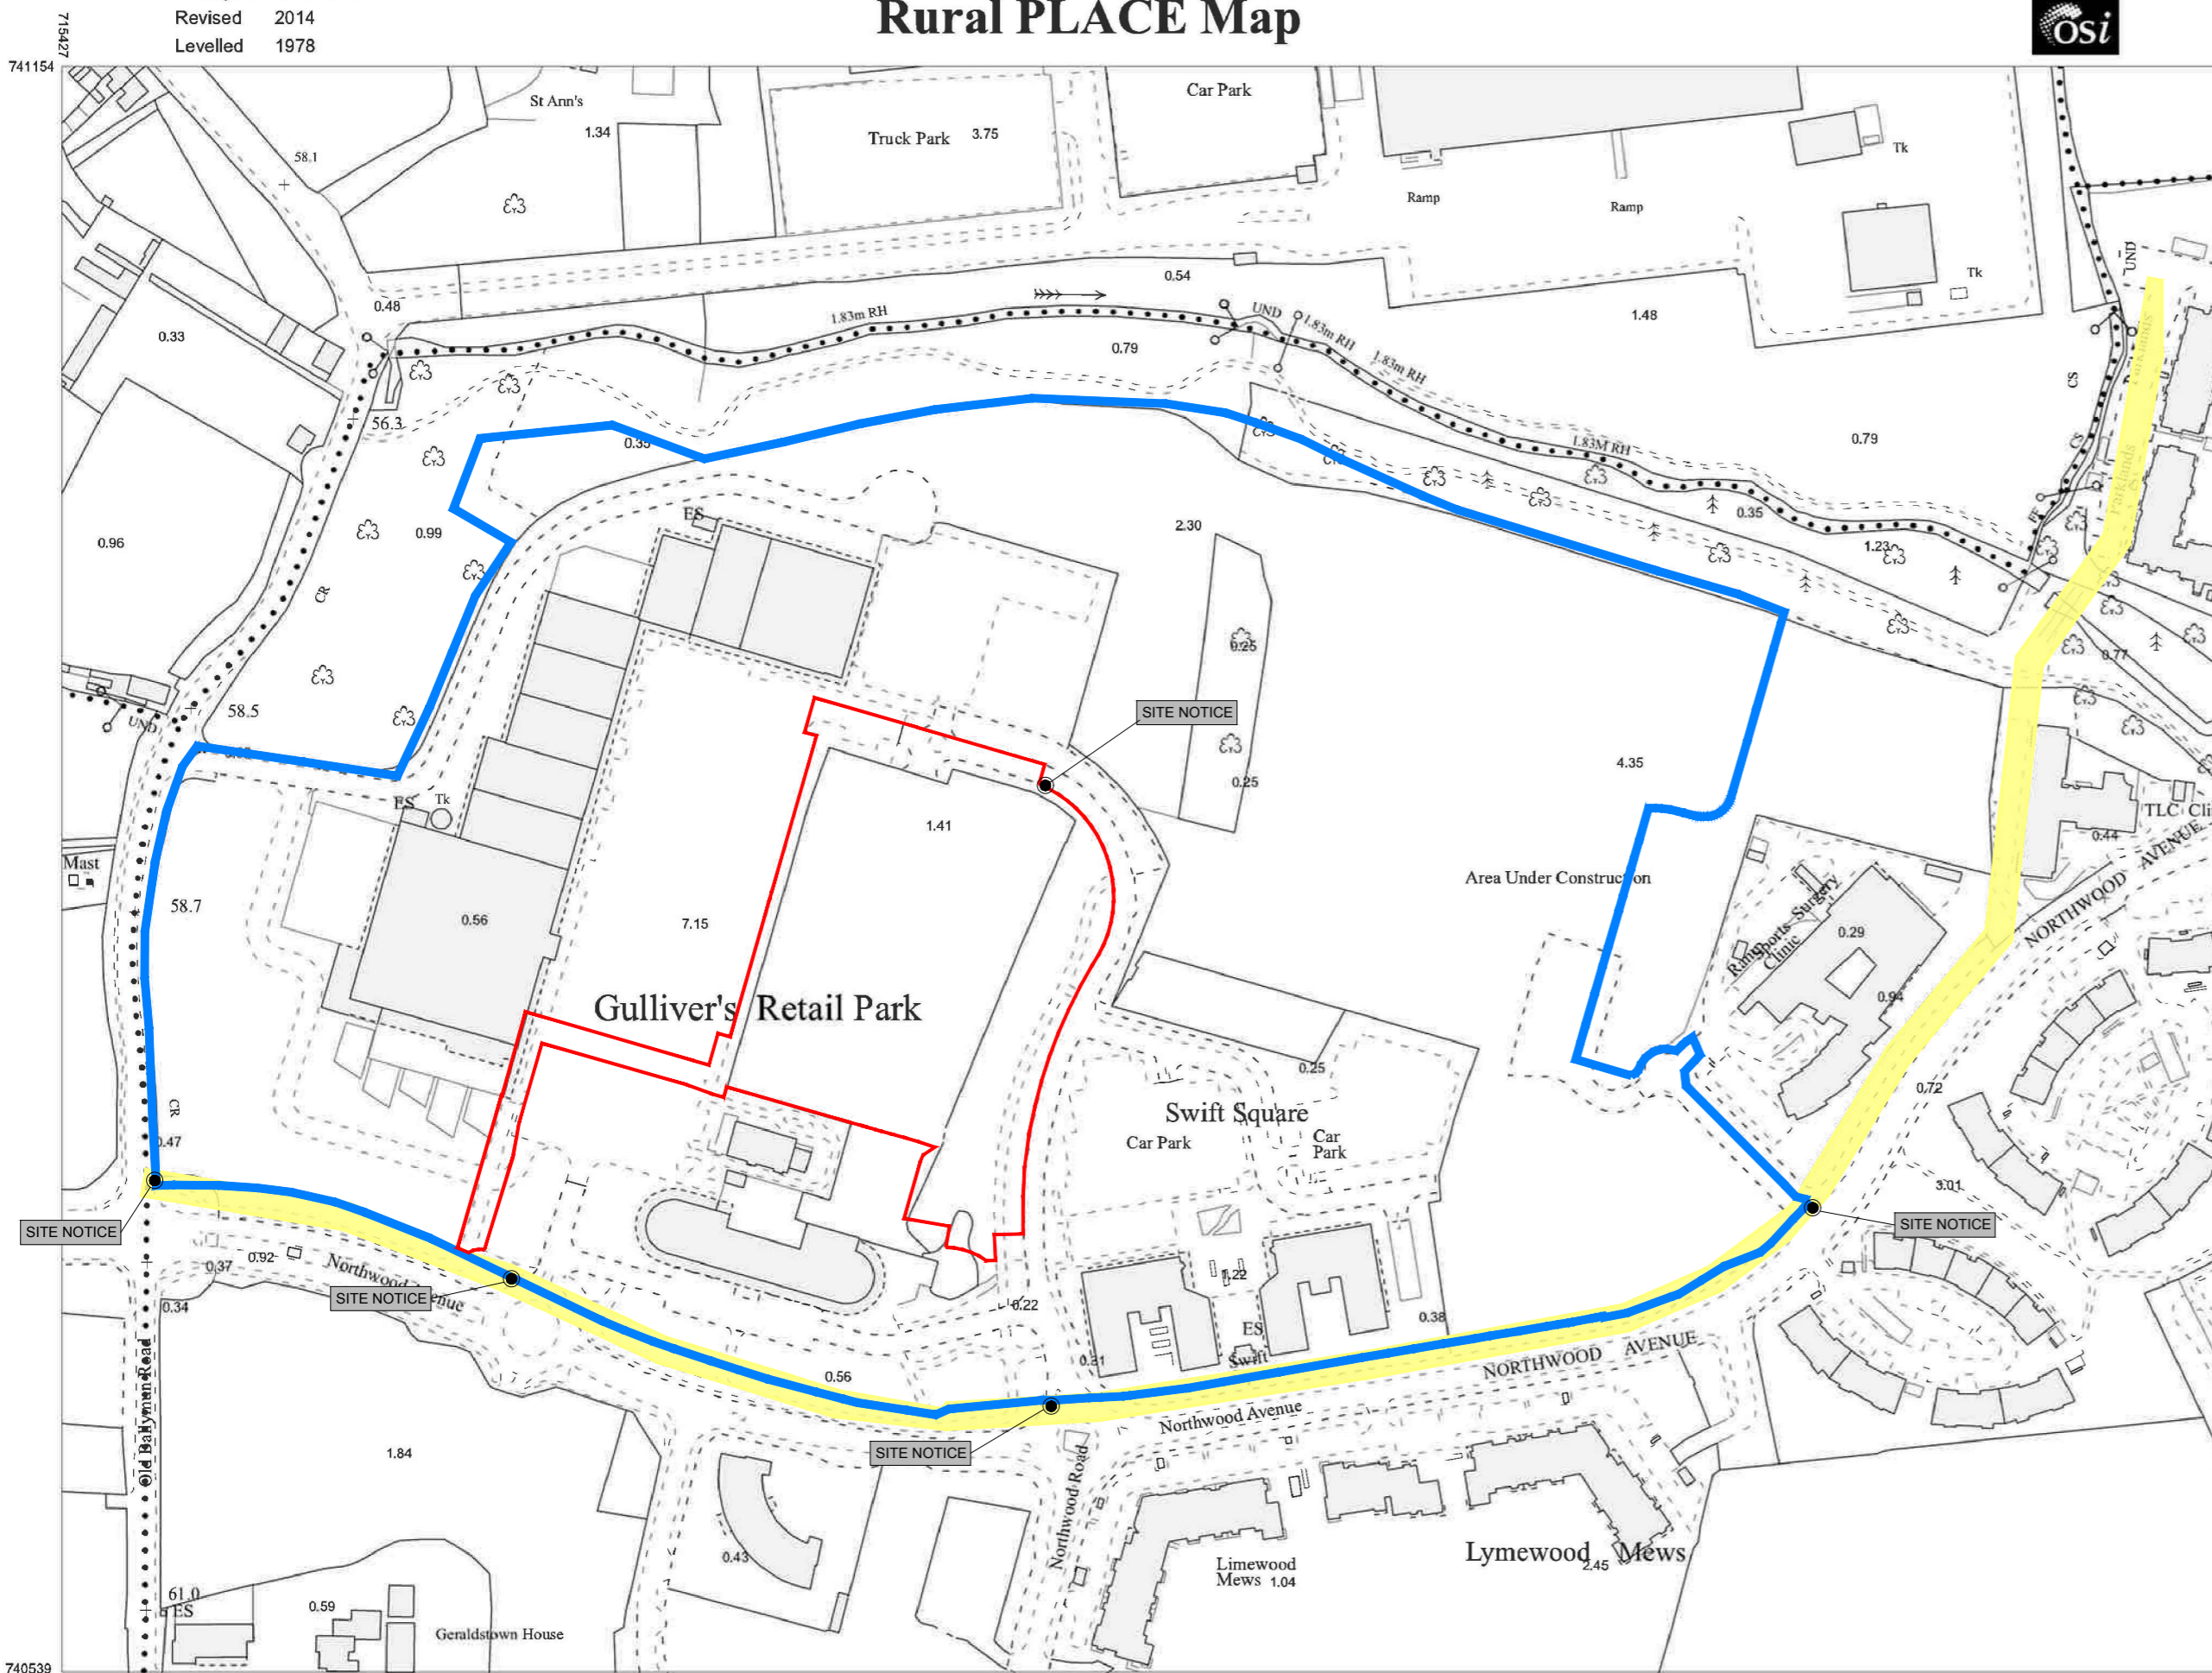 Rural PLACE Map
Revised 2014
Levelled 1978
osi
715427
741154
St Ann's
1.34
58.1
Truck Park 3.75
Car Park
Ramp
Ramp
Tk
Tk
UND
0.48
0.54
1.83m RH
UND
1.83m RH
1.83m RH
1.48
0.33
0.79
CS
56.3
0.35
1.83M RH
0.79
CS
Parklands
0.96
0.99
ES
2.30
0.35
FF
1.23
CR
0.25
0.77
58.5
UND
SITE NOTICE
4.35
0.25
ES Tk
1.41
TLC Cli
0.44
NORTHWOOD AVENUE
Mast
58.7
Area Under Construction
0.56
7.15
Sports Surgery
Clinic
Ramp
0.29
0.94
Gulliver's Retail Park
0.25
0.72
CR
Swift Square
Car Park
Car
Park
0.47
3.01
SITE NOTICE
SITE NOTICE
0.92
0.37
Northwood
enue
SITE NOTICE
0.34
1.22
0.22
0.38
ES
Swift
0.31
0.56
NORTHWOOD AVENUE
Northwood Avenue
SITE NOTICE
Old Ballymun Road
1.84
Northwood Road
0.43
Limewood
Mews 1.04
Lymewood Mews
2.45
61.0
ES
0.59
Geraldstown House
740539